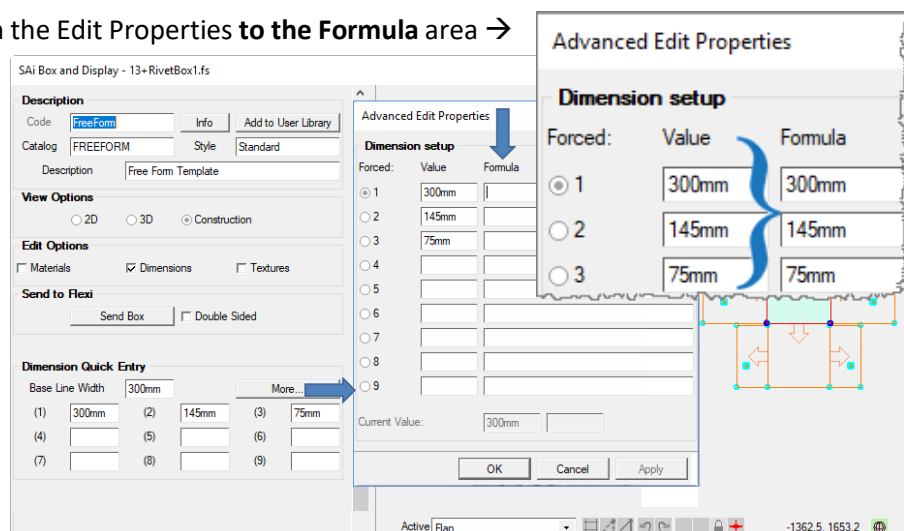 the Edit Properties to the Formula area →
SAi Box and Display - 13+RivetBox1.fs
Description
Code FreeForm Info Add to User Library
Catalog FREEFORM Style Standard
Description Free Form Template
View Options
2D 3D Construction
Edit Options
Materials Dimensions Textures
Send to Flexi
Send Box Double Sided
Dimension Quick Entry
Base Line Width 300mm More...
(1) 300mm (2) 145mm (3) 75mm
(4) (5) (6)
(7) (8) (9)
Advanced Edit Properties
Dimension setup
Forced: Value Formula
1 300mm
2 145mm
3 75mm
4
5
6
7
8
9
Current Value: 300mm
OK Cancel Apply
Advanced Edit Properties
Dimension setup
Forced: Value Formula
1 300mm 300mm
2 145mm 145mm
3 75mm 75mm
Active Flap -1362.5, 1653.2